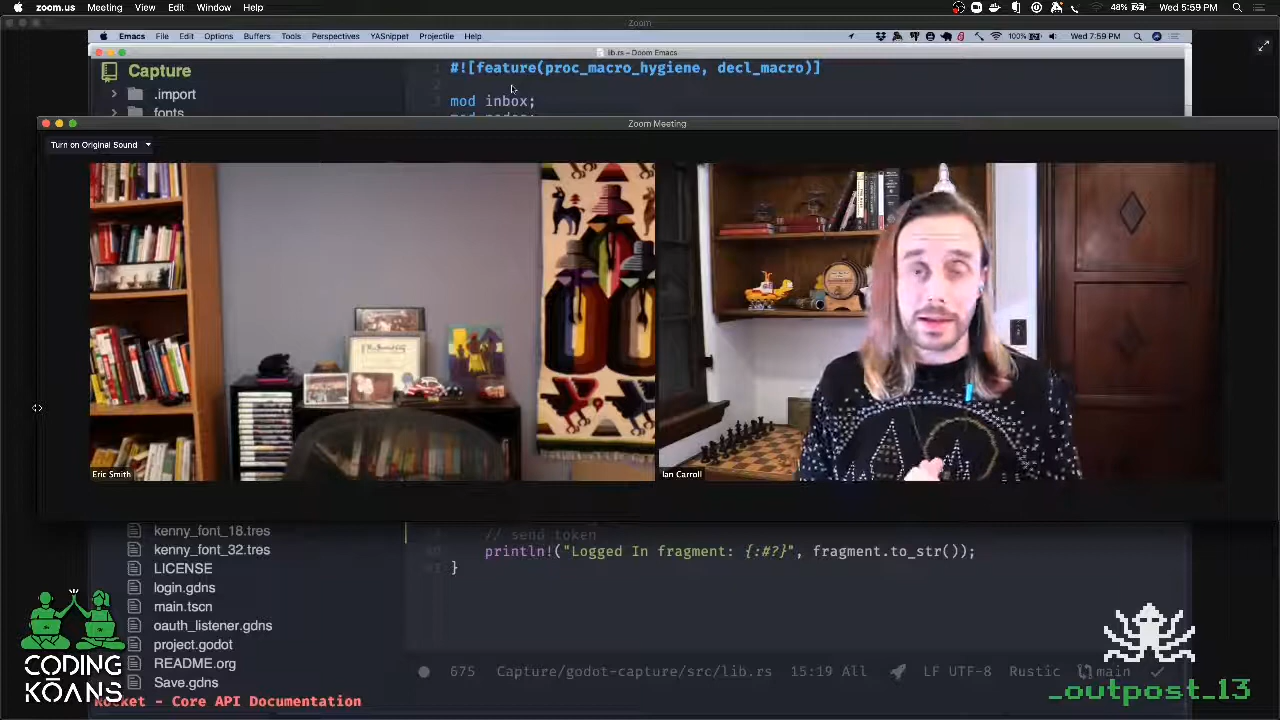 zoom.us Meeting View Edit Window Help
48% Wed 5:59 PM
Zoom
Emacs File Edit Options Buffers Tools Perspectives YASnippet Projectile Help
100% Wed 7:59 PM
lib.rs – Doom Emacs
Capture
1 #![feature(proc_macro_hygiene, decl_macro)]
.import
3 mod inbox;
fonts
Zoom Meeting
Turn on Original Sound
Eric Smith
Ian Carroll
kenny_font_18.tres
// send token
kenny_font_32.tres
println!("Logged In fragment: {:#?}", fragment.to_str());
LICENSE
}
login.gdns
main.tscn
oauth_listener.gdns
project.godot
README.org
Save.gdns
675 Capture/godot-capture/src/lib.rs 15:19 All LF UTF-8 Rustic main
Rocket - Core API Documentation
CODING
KOANS
_outpost_13